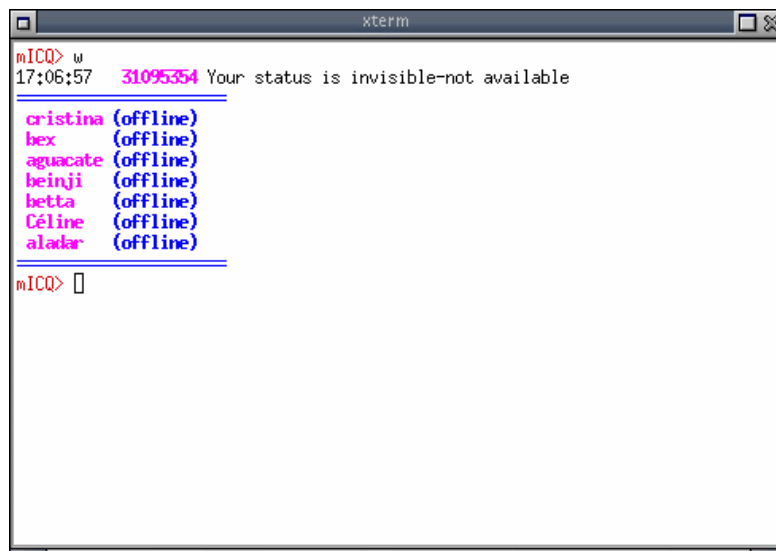 xterm
mICQ> w
17:06:57 31095354 Your status is invisible-not available
cristina (offline)
bex (offline)
aguacate (offline)
beinji (offline)
betta (offline)
Céline (offline)
aladar (offline)
mICQ>